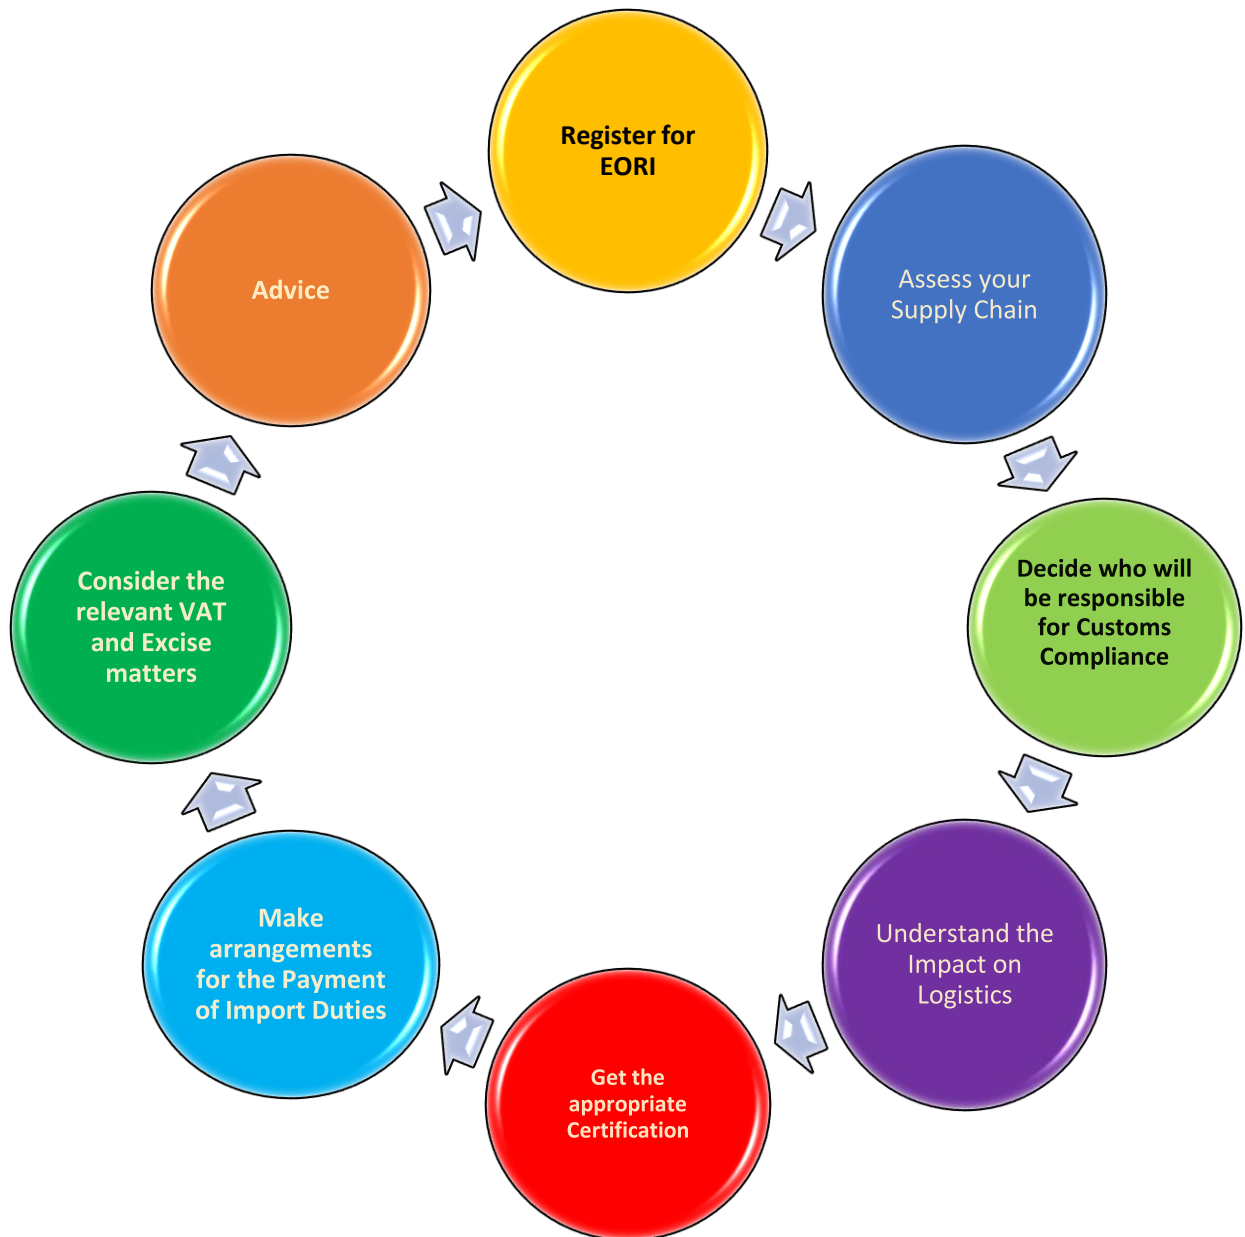 Register for
EORI
Assess your
Supply Chain
Decide who will
be responsible
for Customs
Compliance
Understand the
Impact on
Logistics
Get the
appropriate
Certification
Make
arrangements
for the Payment
of Import Duties
Consider the
relevant VAT
and Excise
matters
Advice